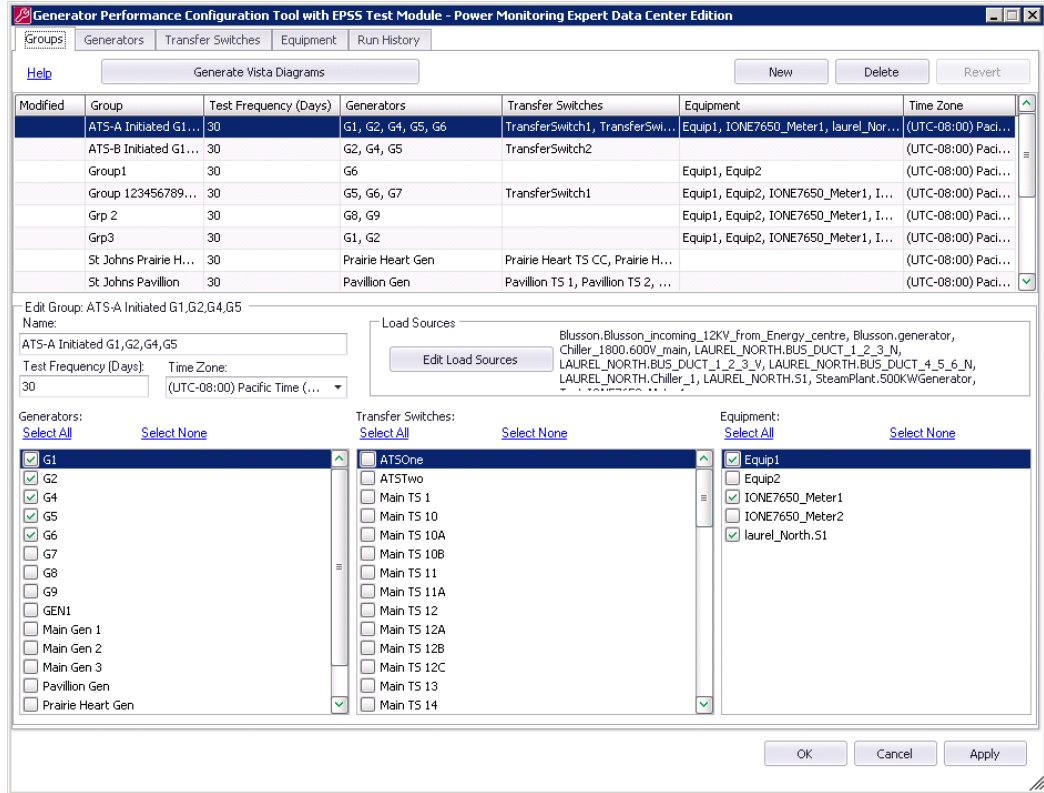 Generator Performance Configuration Tool with EPSS Test Module - Power Monitoring Expert Data Center Edition
Groups Generators Transfer Switches Equipment Run History
Help Generate Vista Diagrams New Delete Revert
Modified Group Test Frequency (Days) Generators Transfer Switches Equipment Time Zone
ATS-A Initiated G1... 30 G1, G2, G4, G5, G6 TransferSwitch1, TransferSwi... Equip1, IONE7650_Meter1, laurel_Nor... (UTC-08:00) Paci...
ATS-B Initiated G1... 30 G2, G4, G5 TransferSwitch2 (UTC-08:00) Paci...
Group1 30 G6 Equip1, Equip2 (UTC-08:00) Paci...
Group 123456789... 30 G5, G6, G7 TransferSwitch1 Equip1, Equip2, IONE7650_Meter1, I... (UTC-08:00) Paci...
Grp 2 30 G8, G9 Equip1, Equip2, IONE7650_Meter1, I... (UTC-08:00) Paci...
Grp3 30 G1, G2 Equip1, Equip2, IONE7650_Meter1, I... (UTC-08:00) Paci...
St Johns Prairie H... 30 Prairie Heart Gen Prairie Heart TS CC, Prairie H... (UTC-08:00) Paci...
St Johns Pavillion 30 Pavillion Gen Pavillion TS 1, Pavillion TS 2, ... (UTC-08:00) Paci...
Edit Group: ATS-A Initiated G1,G2,G4,G5
Name:
ATS-A Initiated G1,G2,G4,G5
Test Frequency (Days): Time Zone:
30 (UTC-08:00) Pacific Time (...
Load Sources
Edit Load Sources
Blusson.Blusson_incoming_12KV_from_Energy_centre, Blusson.generator,
Chiller_1800.600V_main, LAUREL_NORTH.BUS_DUCT_1_2_3_N,
LAUREL_NORTH.BUS_DUCT_1_2_3_V, LAUREL_NORTH.BUS_DUCT_4_5_6_N,
LAUREL_NORTH.Chiller_1, LAUREL_NORTH.S1, SteamPlant.500KWGenerator,
Generators:
Select All Select None
G1
G2
G4
G5
G6
G7
G8
G9
GEN1
Main Gen 1
Main Gen 2
Main Gen 3
Pavillion Gen
Prairie Heart Gen
Transfer Switches:
Select All Select None
ATSOne
ATSTwo
Main TS 1
Main TS 10
Main TS 10A
Main TS 10B
Main TS 11
Main TS 11A
Main TS 12
Main TS 12A
Main TS 12B
Main TS 12C
Main TS 13
Main TS 14
Equipment:
Select All Select None
Equip1
Equip2
IONE7650_Meter1
IONE7650_Meter2
laurel_North.S1
OK Cancel Apply